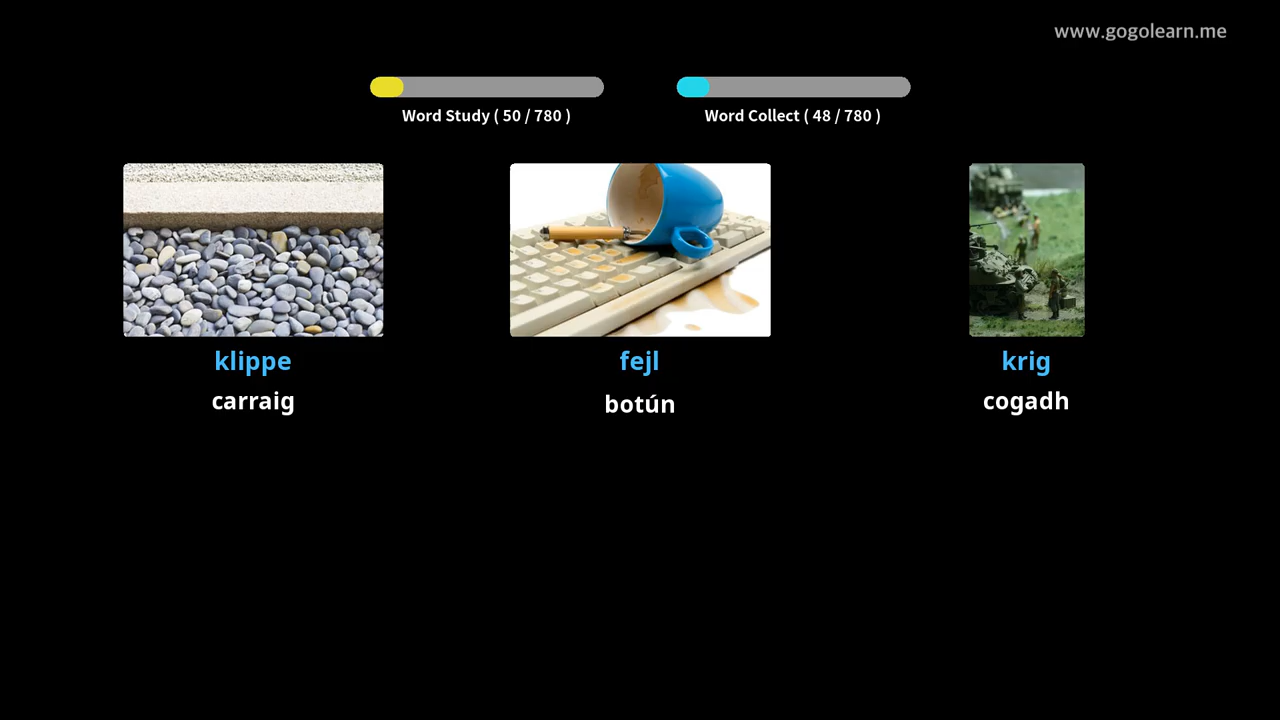 www.gogolearn.me
Word Study ( 50 / 780 )
Word Collect ( 48 / 780 )
klippe
fejl
krig
carraig
botún
cogadh